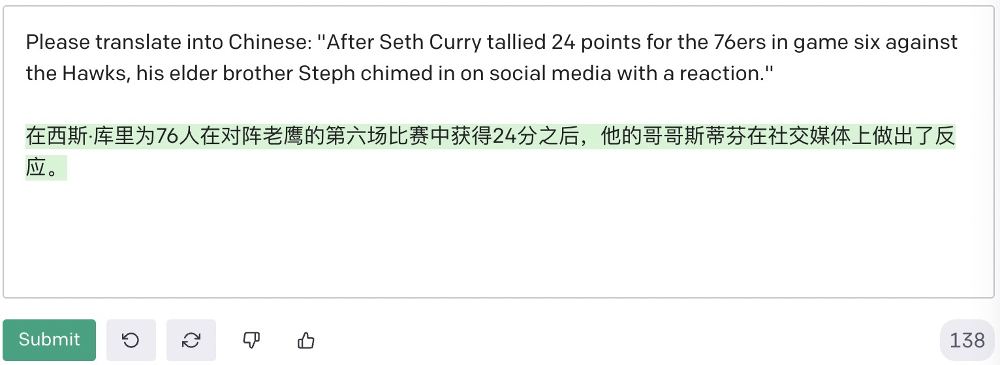 Please translate into Chinese: "After Seth Curry tallied 24 points for the 76ers in game six against
the Hawks, his elder brother Steph chimed in on social media with a reaction."
在西斯·库里为76人在对阵老鹰的第六场比赛中获得24分之后，他的哥哥斯蒂芬在社交媒体上做出了反
应。
Submit
138